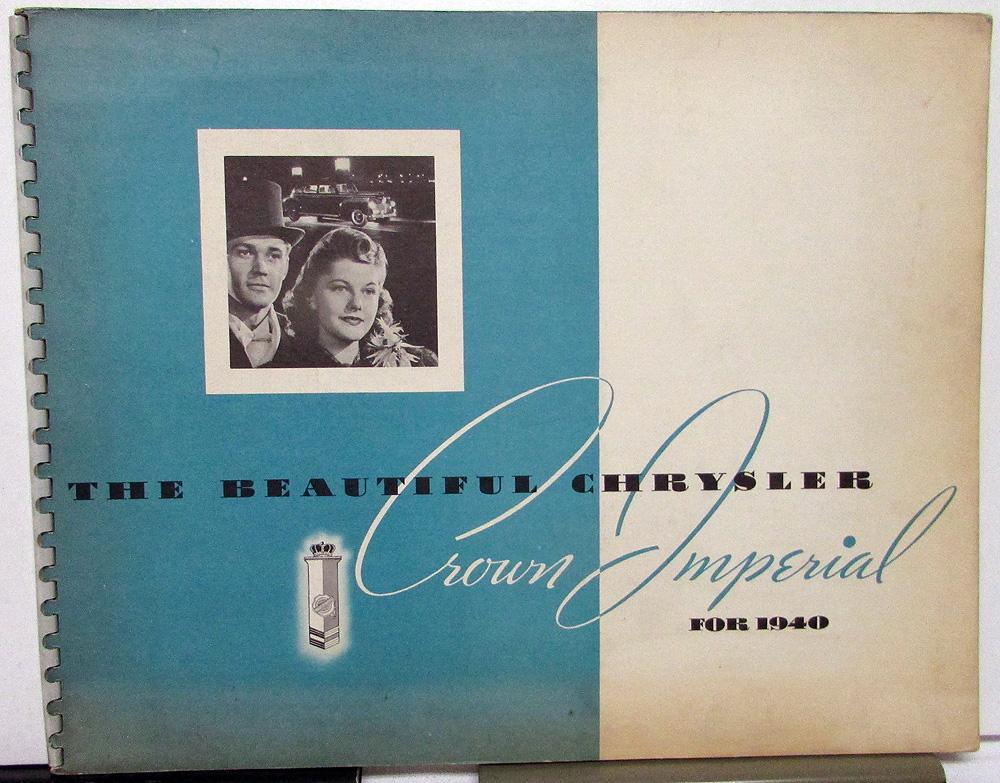 THE BEAUTIFUL CHRYSLER
Crown Imperial
FOR 1940